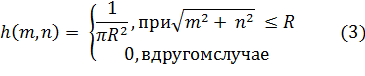 h(m,n) = { 1/(πR²), при√(m² + n²) ≤ R
0, вдругомслучае (3)